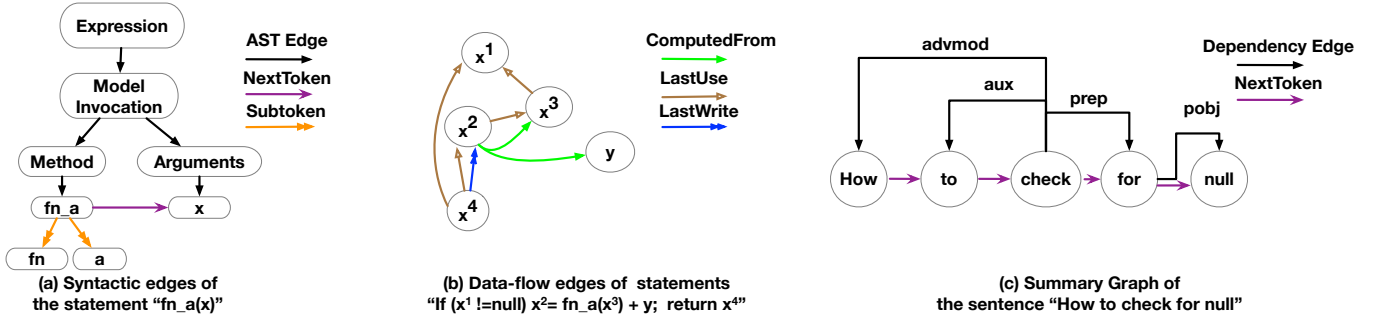 Expression
Model
Invocation
Method
Arguments
fn_a
x
fn
a
AST Edge
NextToken
Subtoken
(a) Syntactic edges of
the statement “fn_a(x)”
x¹
x³
x²
y
x⁴
ComputedFrom
LastUse
LastWrite
(b) Data-flow edges of statements
“If (x¹ !=null) x²= fn_a(x³) + y; return x⁴”
advmod
aux
prep
pobj
How
to
check
for
null
Dependency Edge
NextToken
(c) Summary Graph of
the sentence “How to check for null”